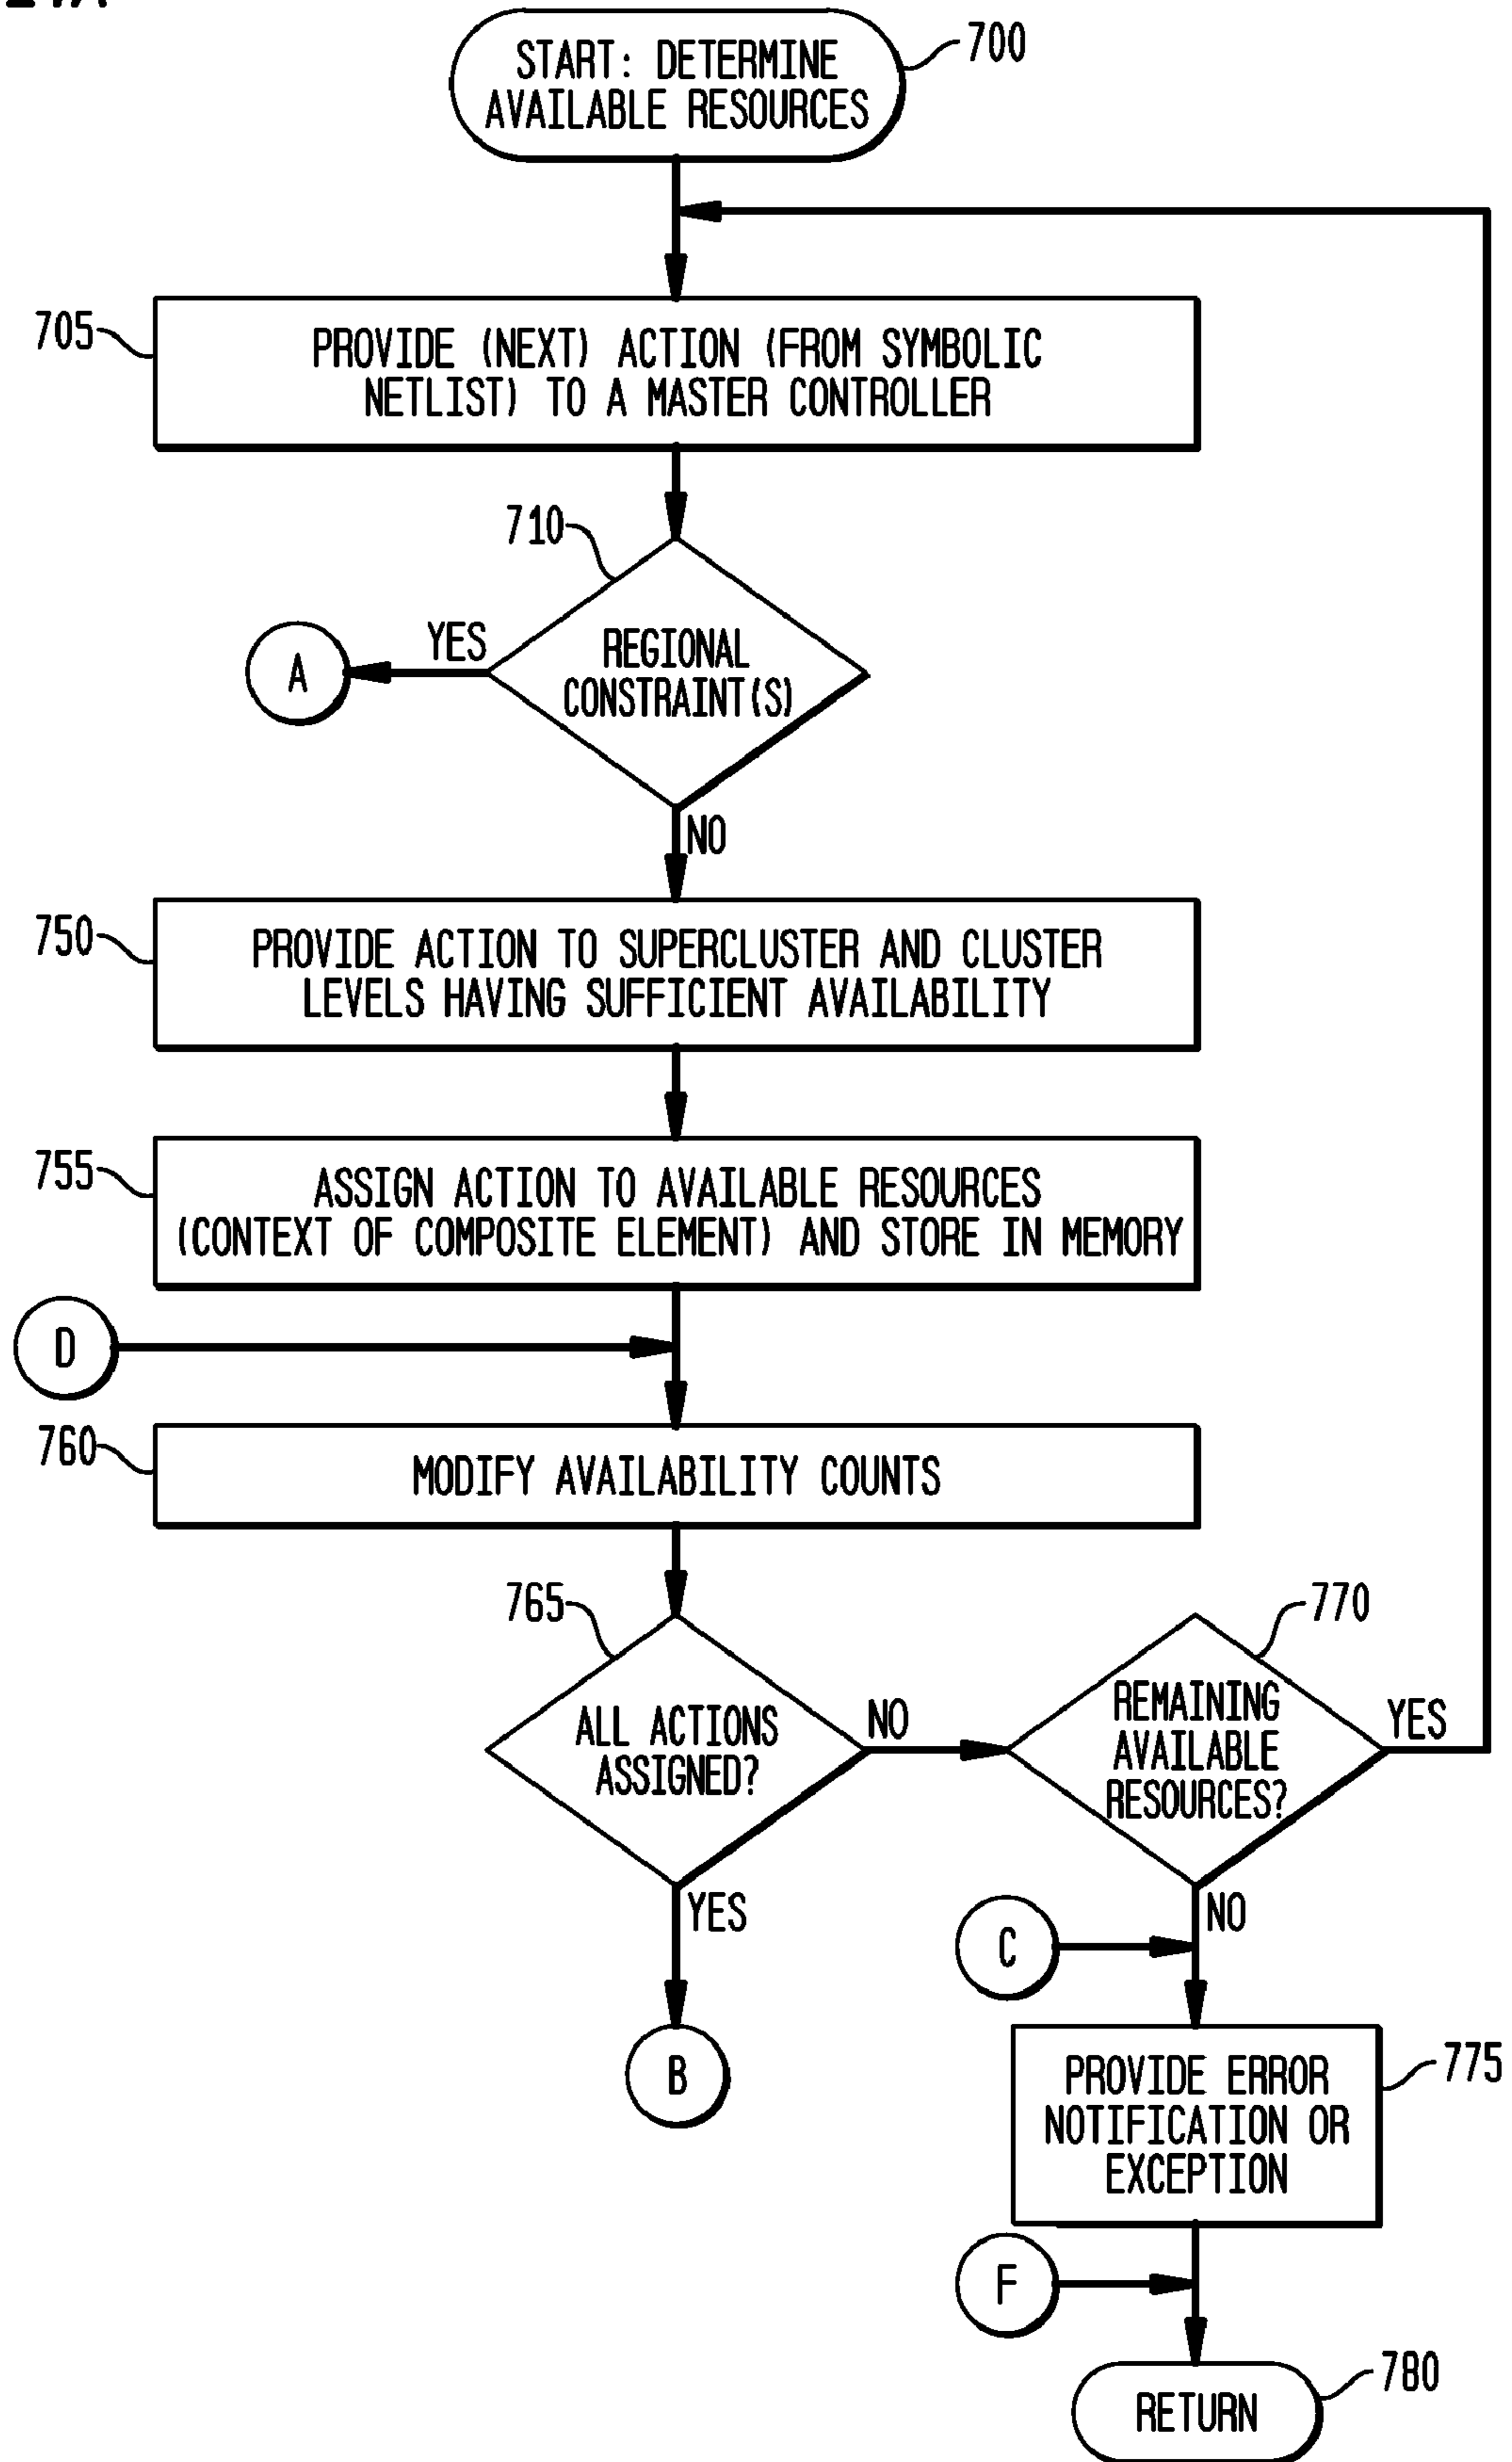 START: DETERMINE
AVAILABLE RESOURCES
700
705
PROVIDE (NEXT) ACTION (FROM SYMBOLIC
NETLIST) TO A MASTER CONTROLLER
710
REGIONAL
CONSTRAINT(S)
YES
A
NO
750
PROVIDE ACTION TO SUPERCLUSTER AND CLUSTER
LEVELS HAVING SUFFICIENT AVAILABILITY
755
ASSIGN ACTION TO AVAILABLE RESOURCES
(CONTEXT OF COMPOSITE ELEMENT) AND STORE IN MEMORY
D
760
MODIFY AVAILABILITY COUNTS
765
ALL ACTIONS
ASSIGNED?
NO
770
REMAINING
AVAILABLE
RESOURCES?
YES
YES
B
NO
C
775
PROVIDE ERROR
NOTIFICATION OR
EXCEPTION
F
780
RETURN